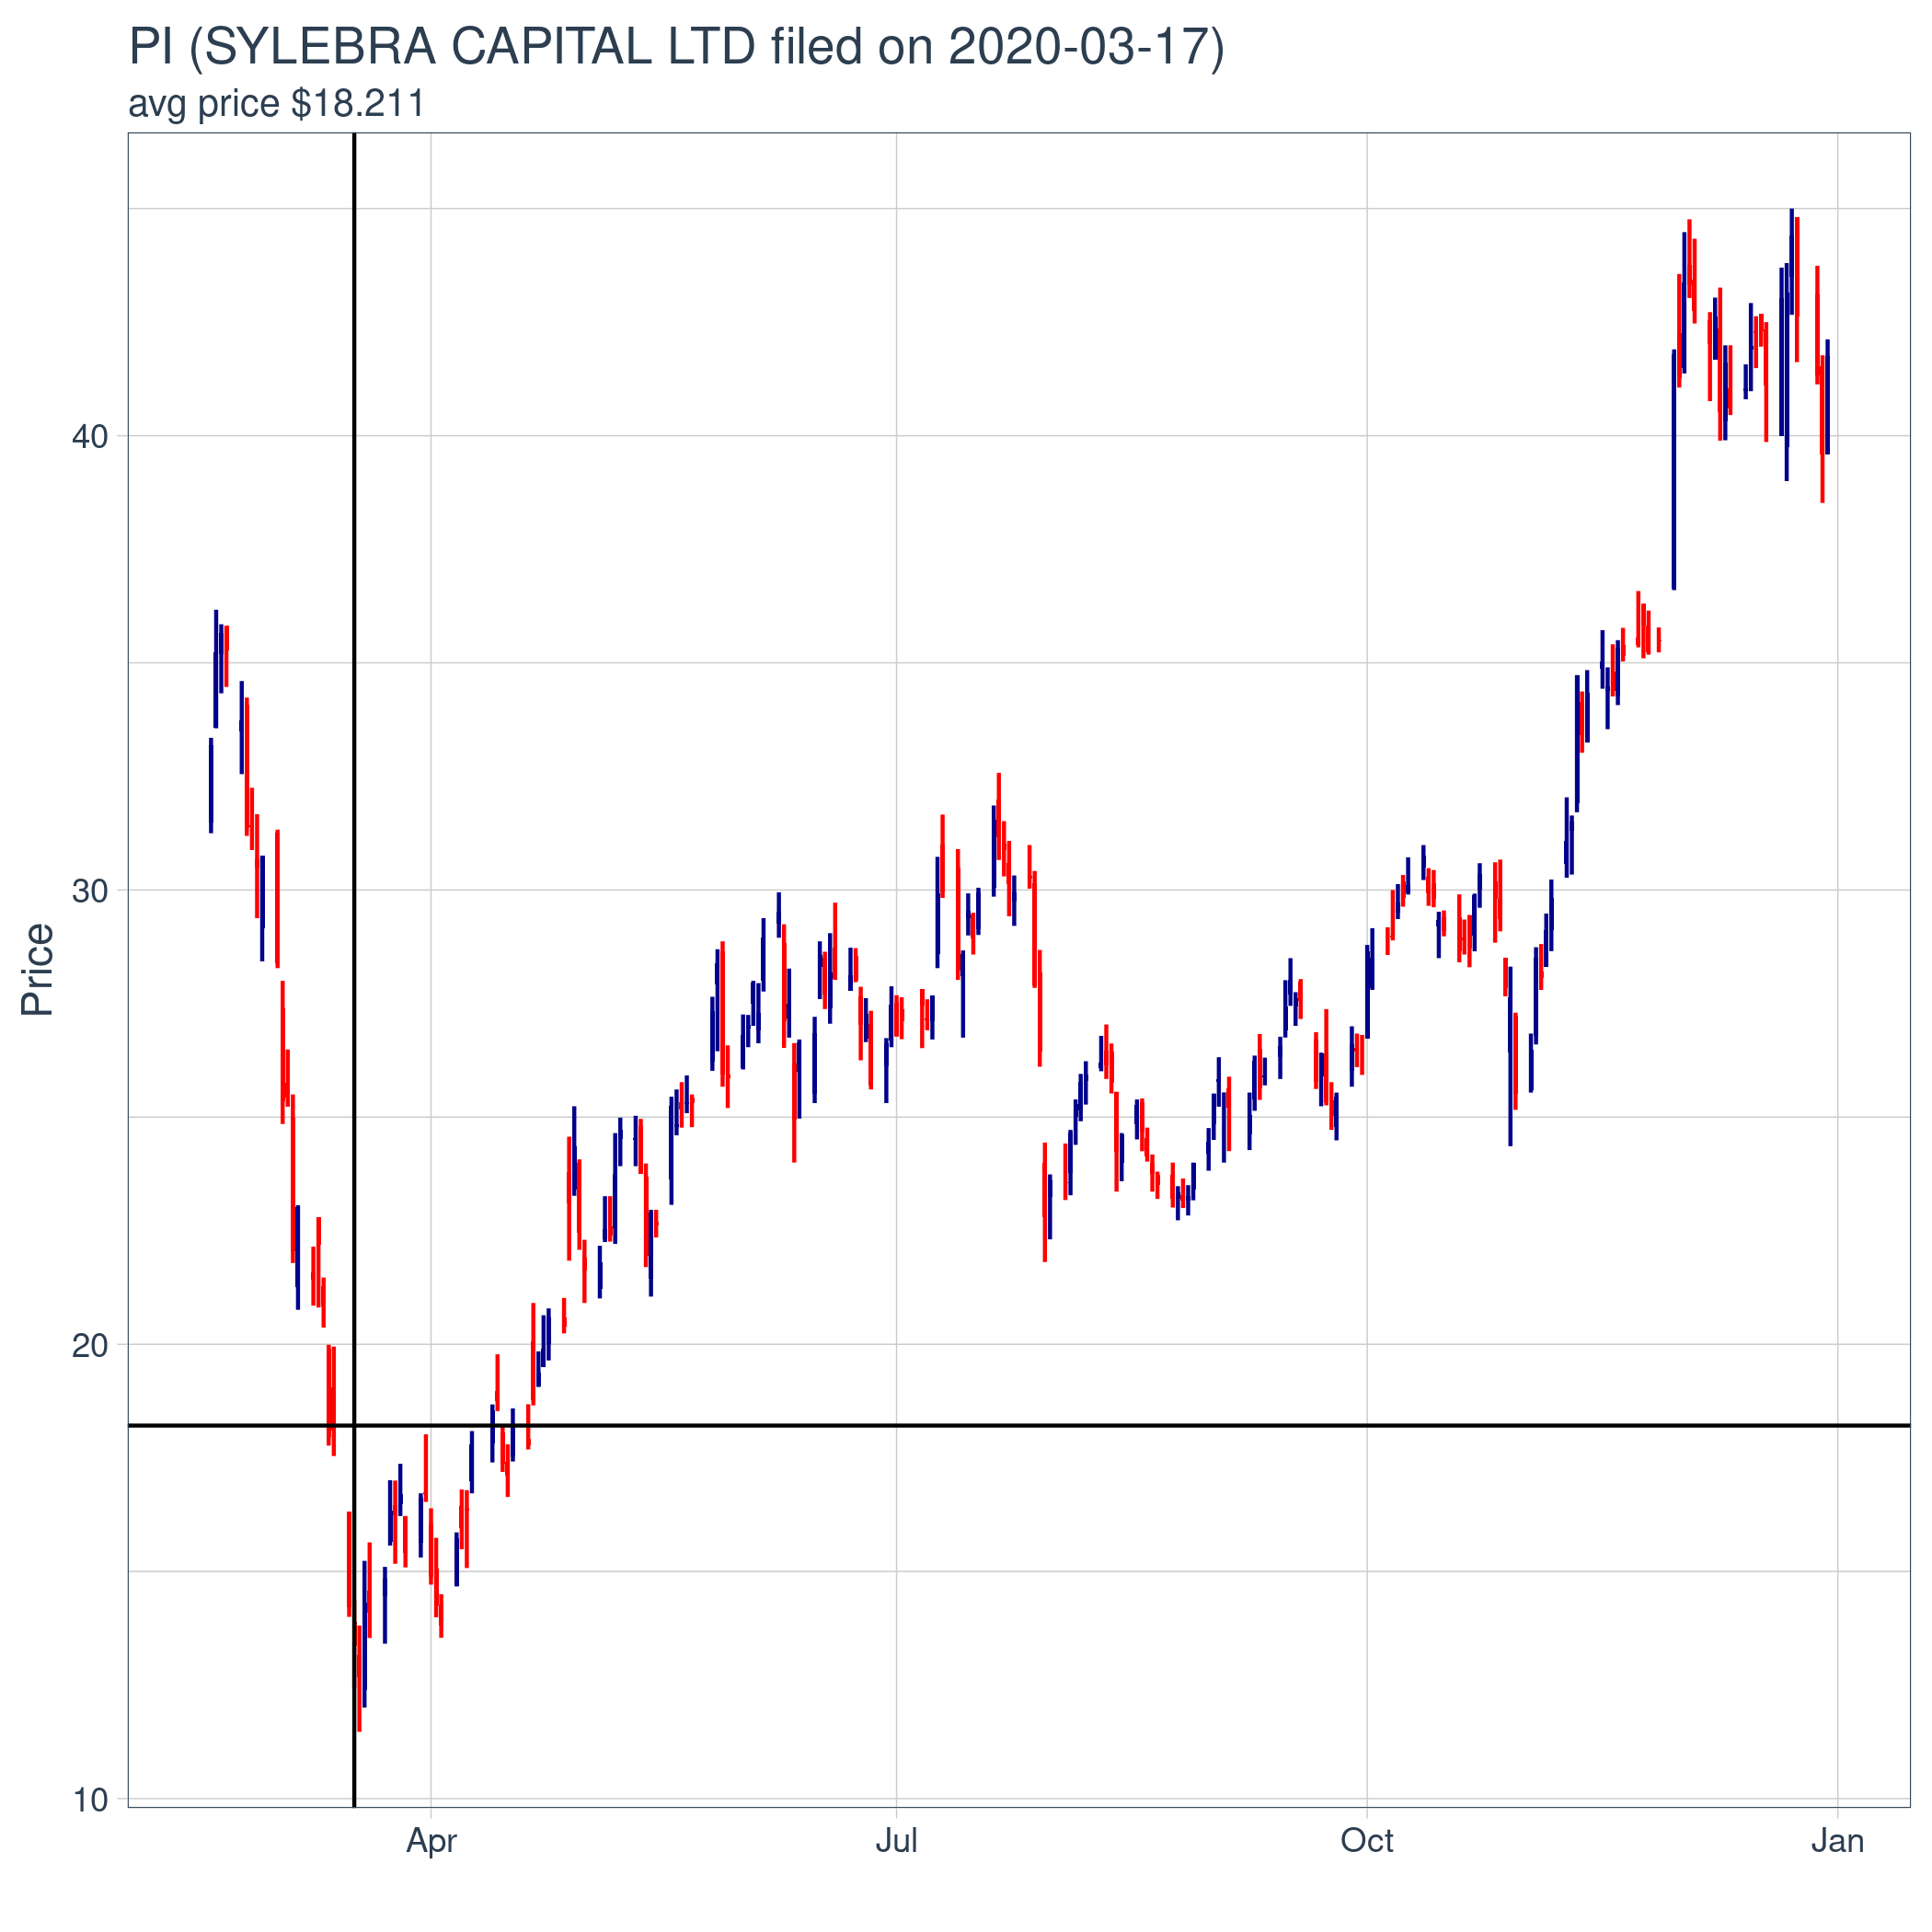 PI (SYLEBRA CAPITAL LTD filed on 2020-03-17)
avg price $18.211
40
30
20
10
Price
Apr Jul Oct Jan